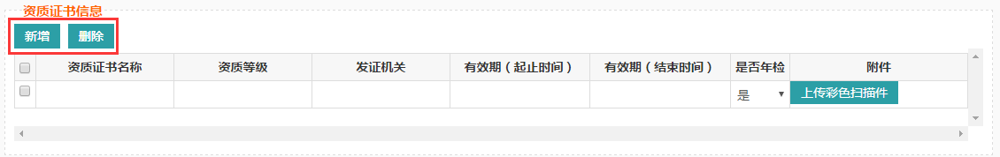 资质证书信息
新增 删除
资质证书名称 资质等级 发证机关 有效期（起止时间） 有效期（结束时间） 是否年检 附件
是 上传彩色扫描件